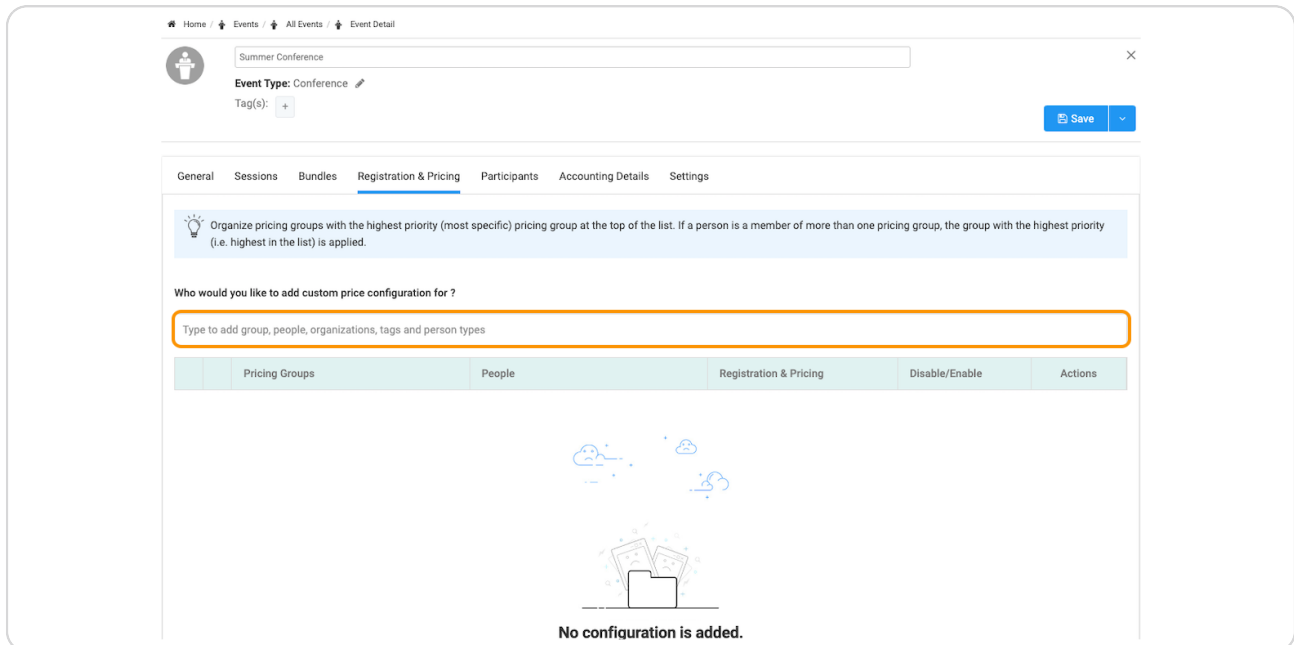 Home / Events / All Events / Event Detail
Summer Conference
Event Type: Conference
Tag(s): +
Save
General Sessions Bundles Registration & Pricing Participants Accounting Details Settings
Organize pricing groups with the highest priority (most specific) pricing group at the top of the list. If a person is a member of more than one pricing group, the group with the highest priority
(i.e. highest in the list) is applied.
Who would you like to add custom price configuration for ?
Type to add group, people, organizations, tags and person types
Pricing Groups People Registration & Pricing Disable/Enable Actions
No configuration is added.